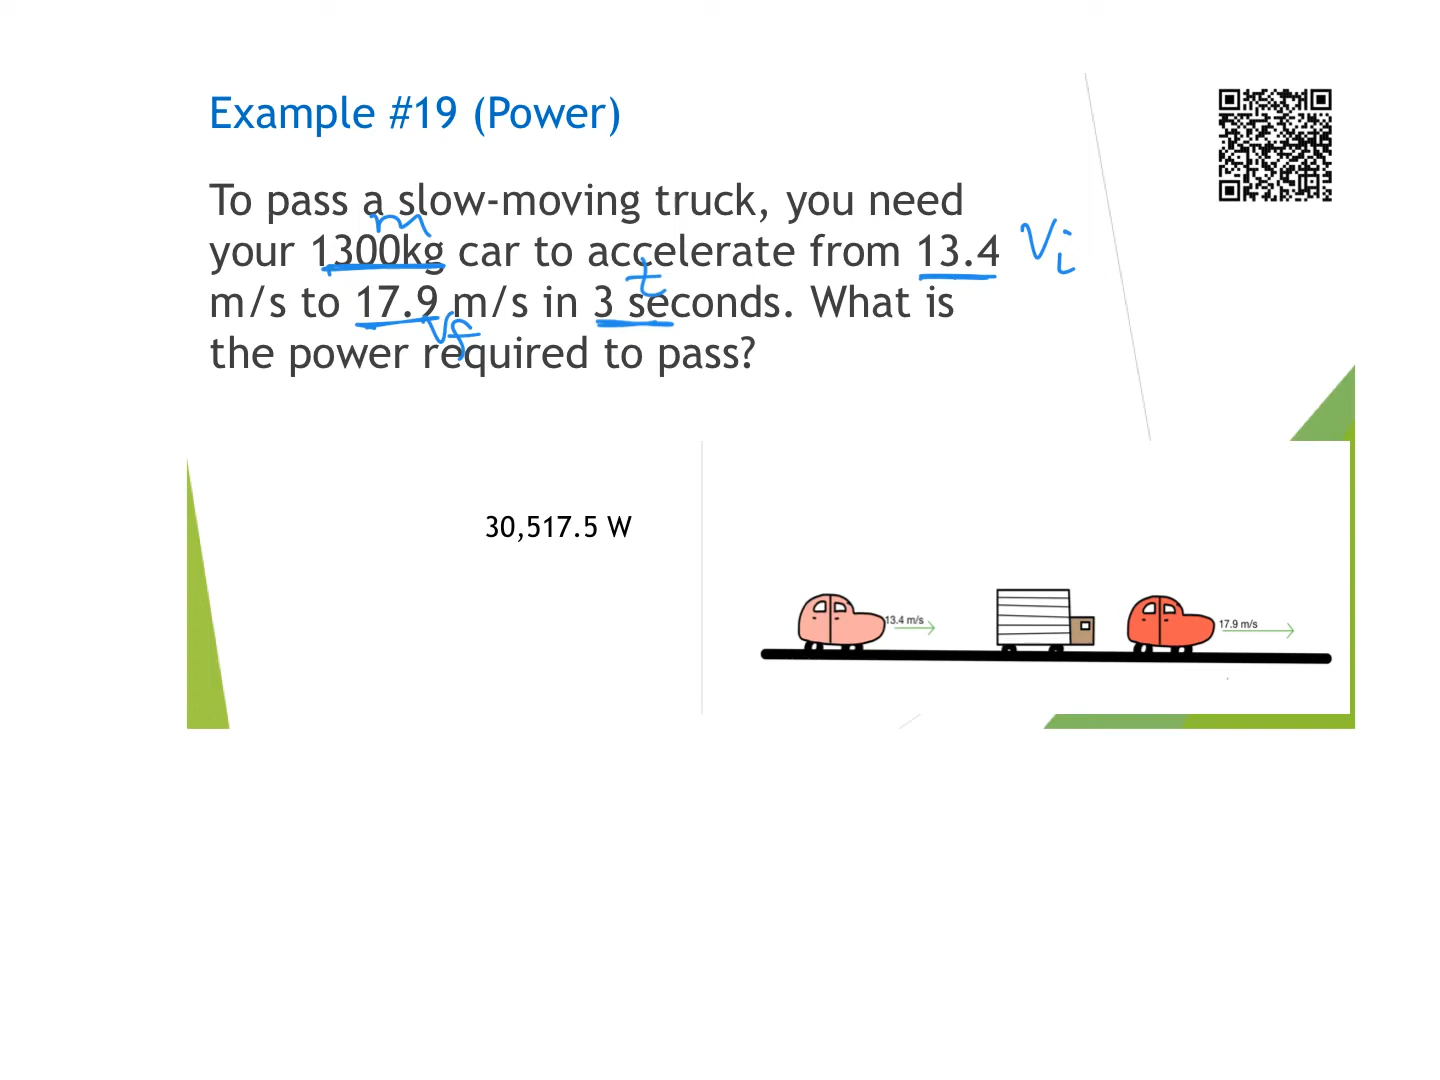 Example #19 (Power)
To pass a slow-moving truck, you need
m
your 1300kg car to accelerate from 13.4 Vi
t
m/s to 17.9 m/s in 3 seconds. What is
Vf
the power required to pass?
30,517.5 W
13.4 m/s
17.9 m/s